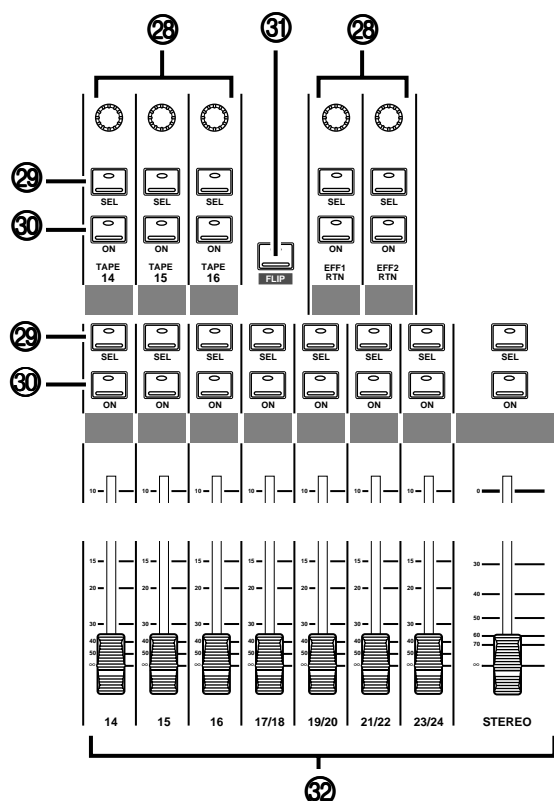 ㉘ ㉛ ㉘
㉙ SEL SEL SEL SEL SEL
㉚ ON ON ON ON ON
TAPE 14 TAPE 15 TAPE 16 FLIP EFF1 RTN EFF2 RTN
㉙ SEL SEL SEL SEL SEL SEL SEL SEL
㉚ ON ON ON ON ON ON ON ON
10 10 10 10 10 10 10 0
15 15 15 15 15 15 15 30
20 20 20 20 20 20 20 40
30 30 30 30 30 30 30 50
40 40 40 40 40 40 40 60
50 50 50 50 50 50 50 70
∞ ∞ ∞ ∞ ∞ ∞ ∞ ∞
14 15 16 17/18 19/20 21/22 23/24 STEREO
㉜